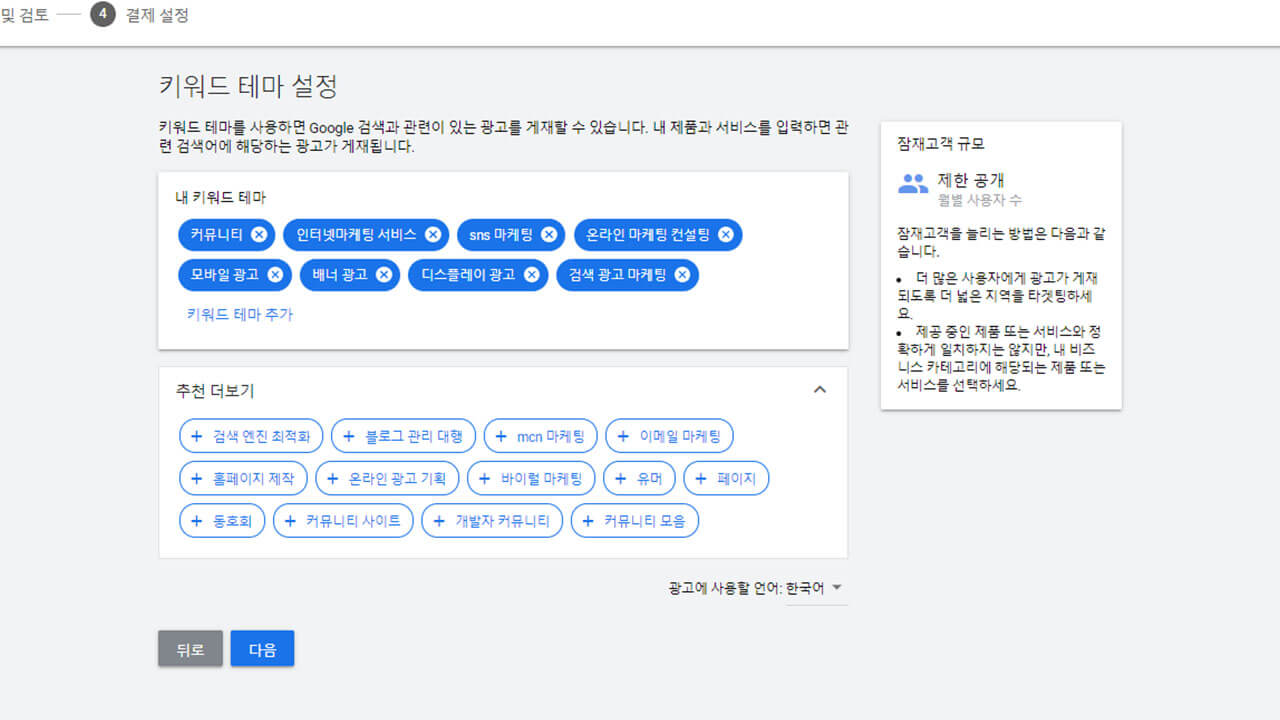 및 검토 4 결제 설정
키워드 테마 설정
키워드 테마를 사용하면 Google 검색과 관련이 있는 광고를 게재할 수 있습니다. 내 제품과 서비스를 입력하면 관
련 검색어에 해당하는 광고가 게재됩니다.
내 키워드 테마
커뮤니티 인터넷마케팅 서비스 sns 마케팅 온라인 마케팅 컨설팅
모바일 광고 배너 광고 디스플레이 광고 검색 광고 마케팅
키워드 테마 추가
추천 더보기
+ 검색 엔진 최적화 + 블로그 관리 대행 + mcn 마케팅 + 이메일 마케팅
+ 홈페이지 제작 + 온라인 광고 기획 + 바이럴 마케팅 + 유머 + 페이지
+ 동호회 + 커뮤니티 사이트 + 개발자 커뮤니티 + 커뮤니티 모음
광고에 사용할 언어: 한국어
뒤로 다음
잠재고객 규모
제한 공개
월별 사용자 수
잠재고객을 늘리는 방법은 다음과 같
습니다.
• 더 많은 사용자에게 광고가 게재
되도록 더 넓은 지역을 타겟팅하세
요.
• 제공 중인 제품 또는 서비스와 정
확하게 일치하지는 않지만, 내 비즈
니스 카테고리에 해당되는 제품 또는
서비스를 선택하세요.